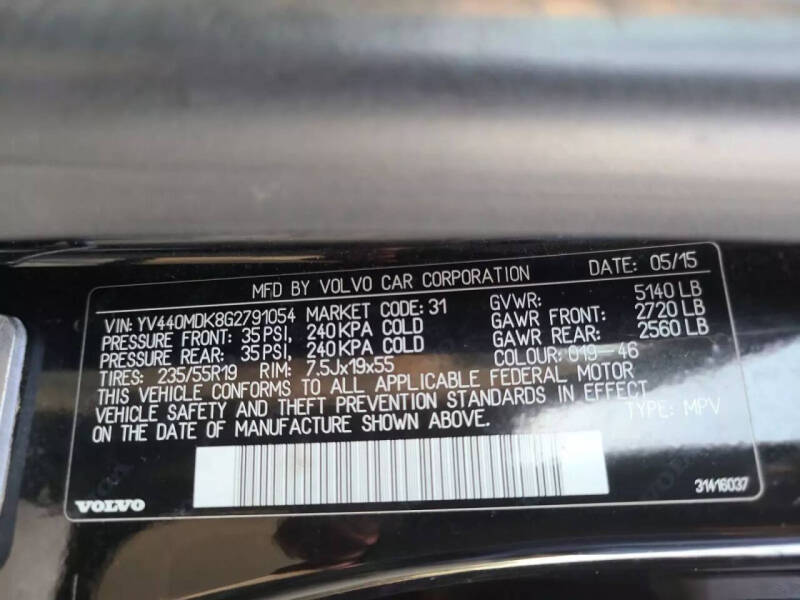 MFD BY VOLVO CAR CORPORATION DATE: 05/15
VIN: YV440MDK8G2791054 MARKET CODE: 31 GVWR: 5140 LB
PRESSURE FRONT: 35 PSI, 240 KPA COLD GAWR FRONT: 2720 LB
PRESSURE REAR: 35 PSI, 240 KPA COLD GAWR REAR: 2560 LB
TIRES: 235/55R19 RIM: 7.5Jx19x55 COLOUR: 019-46
THIS VEHICLE CONFORMS TO ALL APPLICABLE FEDERAL MOTOR
VEHICLE SAFETY AND THEFT PREVENTION STANDARDS IN EFFECT
ON THE DATE OF MANUFACTURE SHOWN ABOVE. TYPE: MPV
VOLVO 31416037